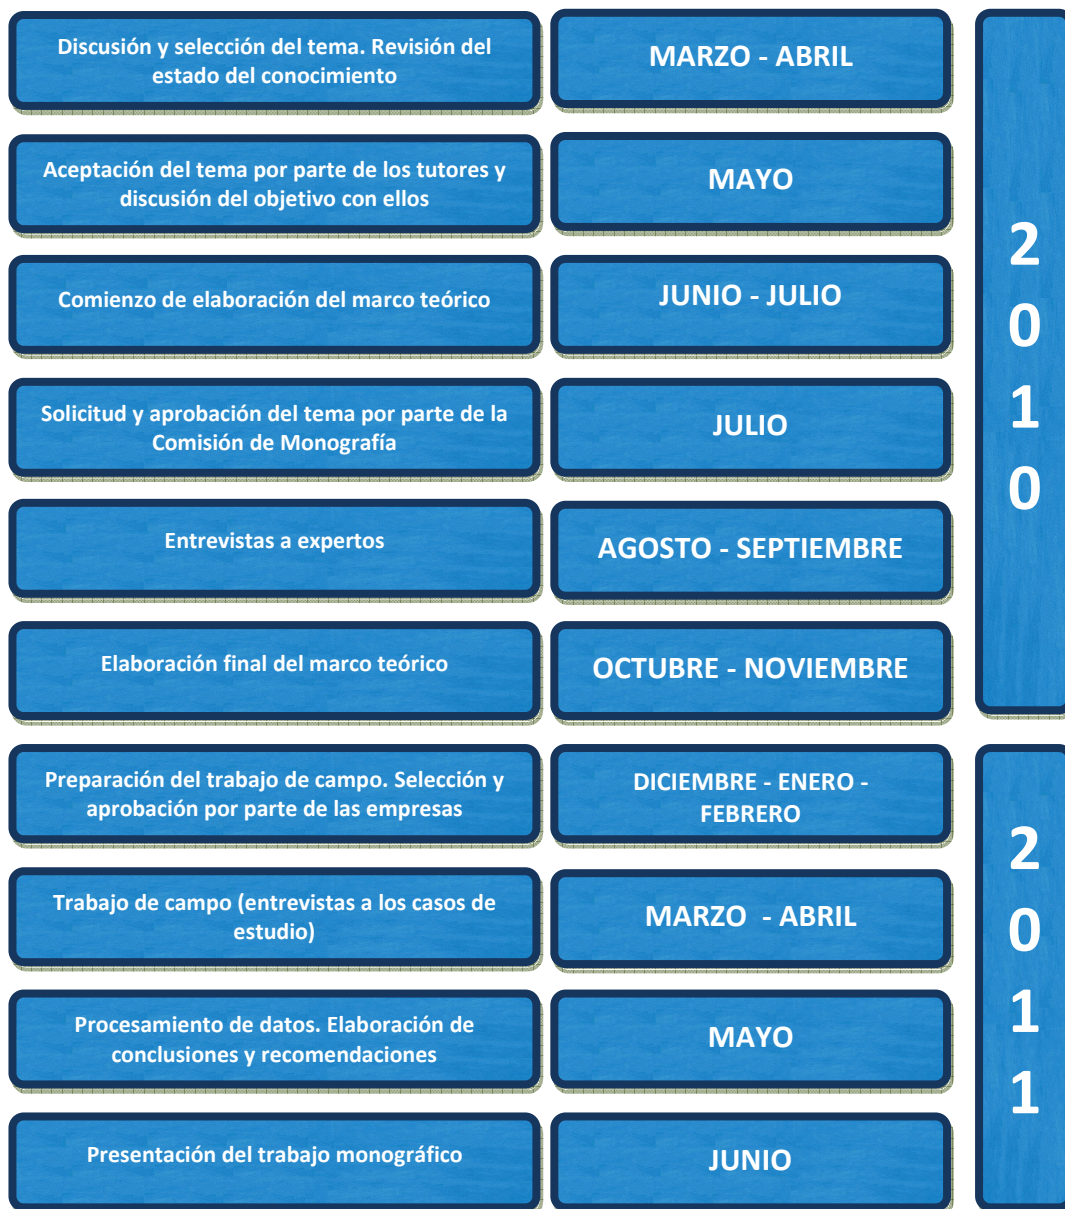 Discusión y selección del tema. Revisión del
estado del conocimiento
MARZO - ABRIL
Aceptación del tema por parte de los tutores y
discusión del objetivo con ellos
MAYO
Comienzo de elaboración del marco teórico
JUNIO - JULIO
Solicitud y aprobación del tema por parte de la
Comisión de Monografía
JULIO
Entrevistas a expertos
AGOSTO - SEPTIEMBRE
Elaboración final del marco teórico
OCTUBRE - NOVIEMBRE
2
0
1
0
Preparación del trabajo de campo. Selección y
aprobación por parte de las empresas
DICIEMBRE - ENERO -
FEBRERO
Trabajo de campo (entrevistas a los casos de
estudio)
MARZO - ABRIL
Procesamiento de datos. Elaboración de
conclusiones y recomendaciones
MAYO
Presentación del trabajo monográfico
JUNIO
2
0
1
1